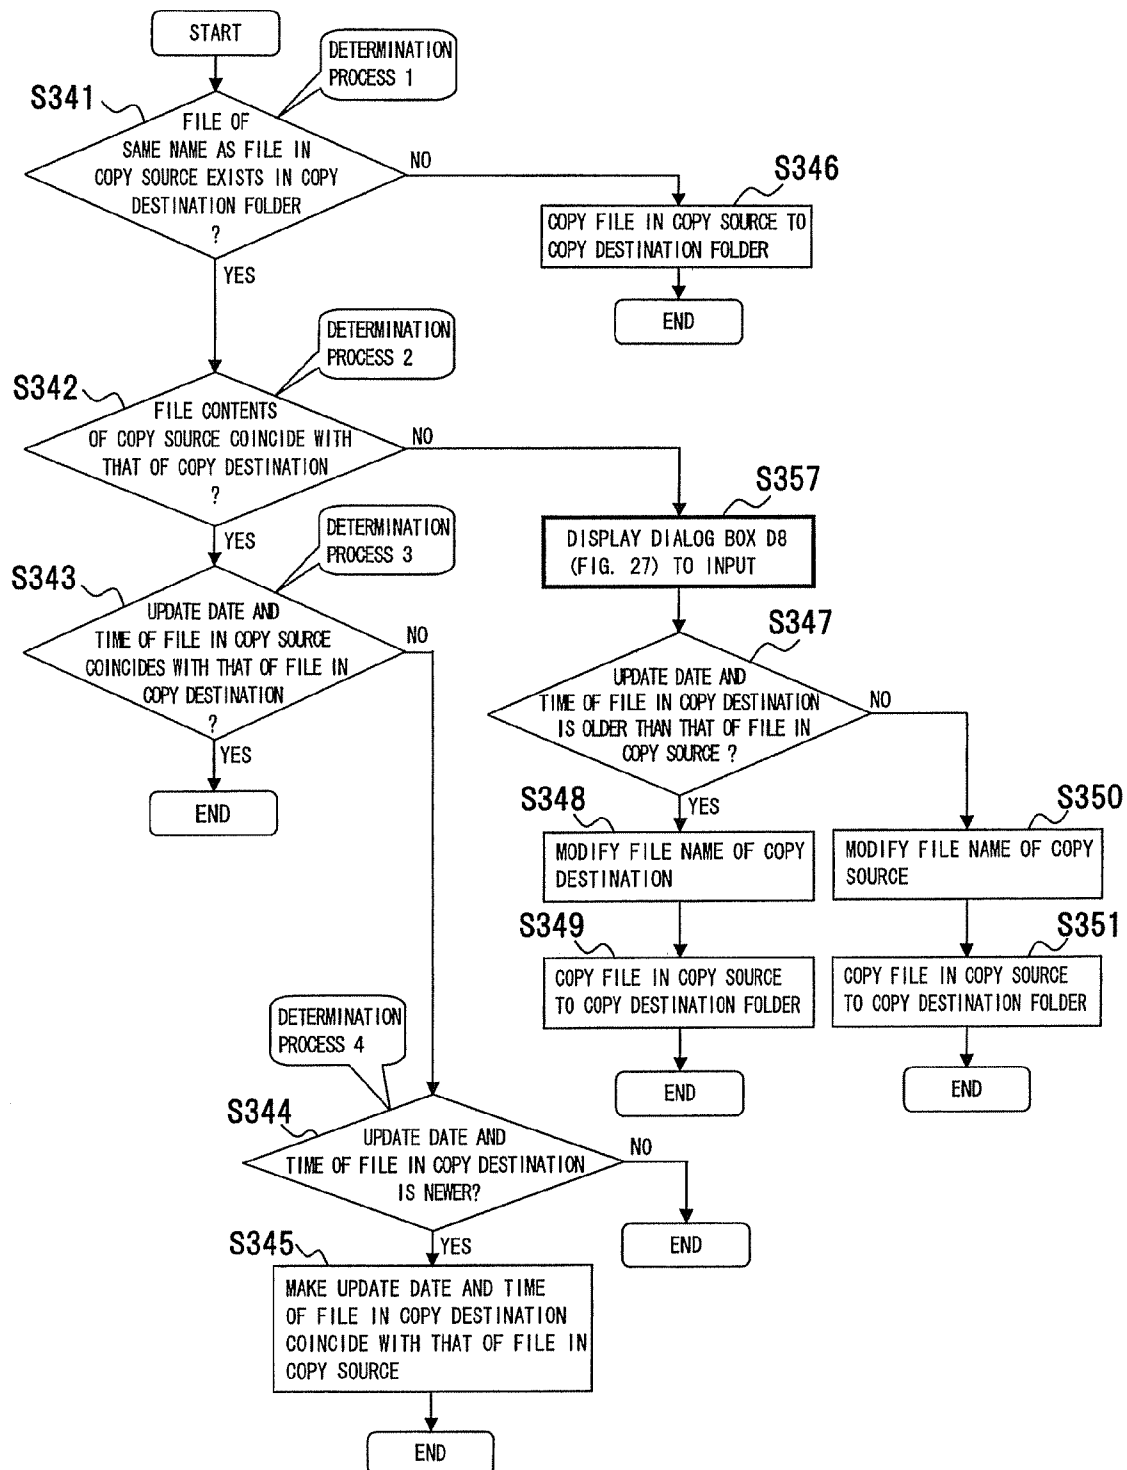 START
DETERMINATION
PROCESS 1
S341
FILE OF
SAME NAME AS FILE IN
COPY SOURCE EXISTS IN COPY
DESTINATION FOLDER
?
NO
YES
S346
COPY FILE IN COPY SOURCE TO
COPY DESTINATION FOLDER
END
DETERMINATION
PROCESS 2
S342
FILE CONTENTS
OF COPY SOURCE COINCIDE WITH
THAT OF COPY DESTINATION
?
NO
YES
DETERMINATION
PROCESS 3
S343
UPDATE DATE AND
TIME OF FILE IN COPY SOURCE
COINCIDES WITH THAT OF FILE IN
COPY DESTINATION
?
NO
YES
END
S357
DISPLAY DIALOG BOX D8
(FIG. 27) TO INPUT
S347
UPDATE DATE AND
TIME OF FILE IN COPY DESTINATION
IS OLDER THAN THAT OF FILE IN
COPY SOURCE ?
NO
YES
S348
MODIFY FILE NAME OF COPY
DESTINATION
S349
COPY FILE IN COPY SOURCE
TO COPY DESTINATION FOLDER
END
S350
MODIFY FILE NAME OF COPY
SOURCE
S351
COPY FILE IN COPY SOURCE
TO COPY DESTINATION FOLDER
END
DETERMINATION
PROCESS 4
S344
UPDATE DATE AND
TIME OF FILE IN COPY DESTINATION
IS NEWER?
NO
END
YES
S345
MAKE UPDATE DATE AND TIME
OF FILE IN COPY DESTINATION
COINCIDE WITH THAT OF FILE IN
COPY SOURCE
END